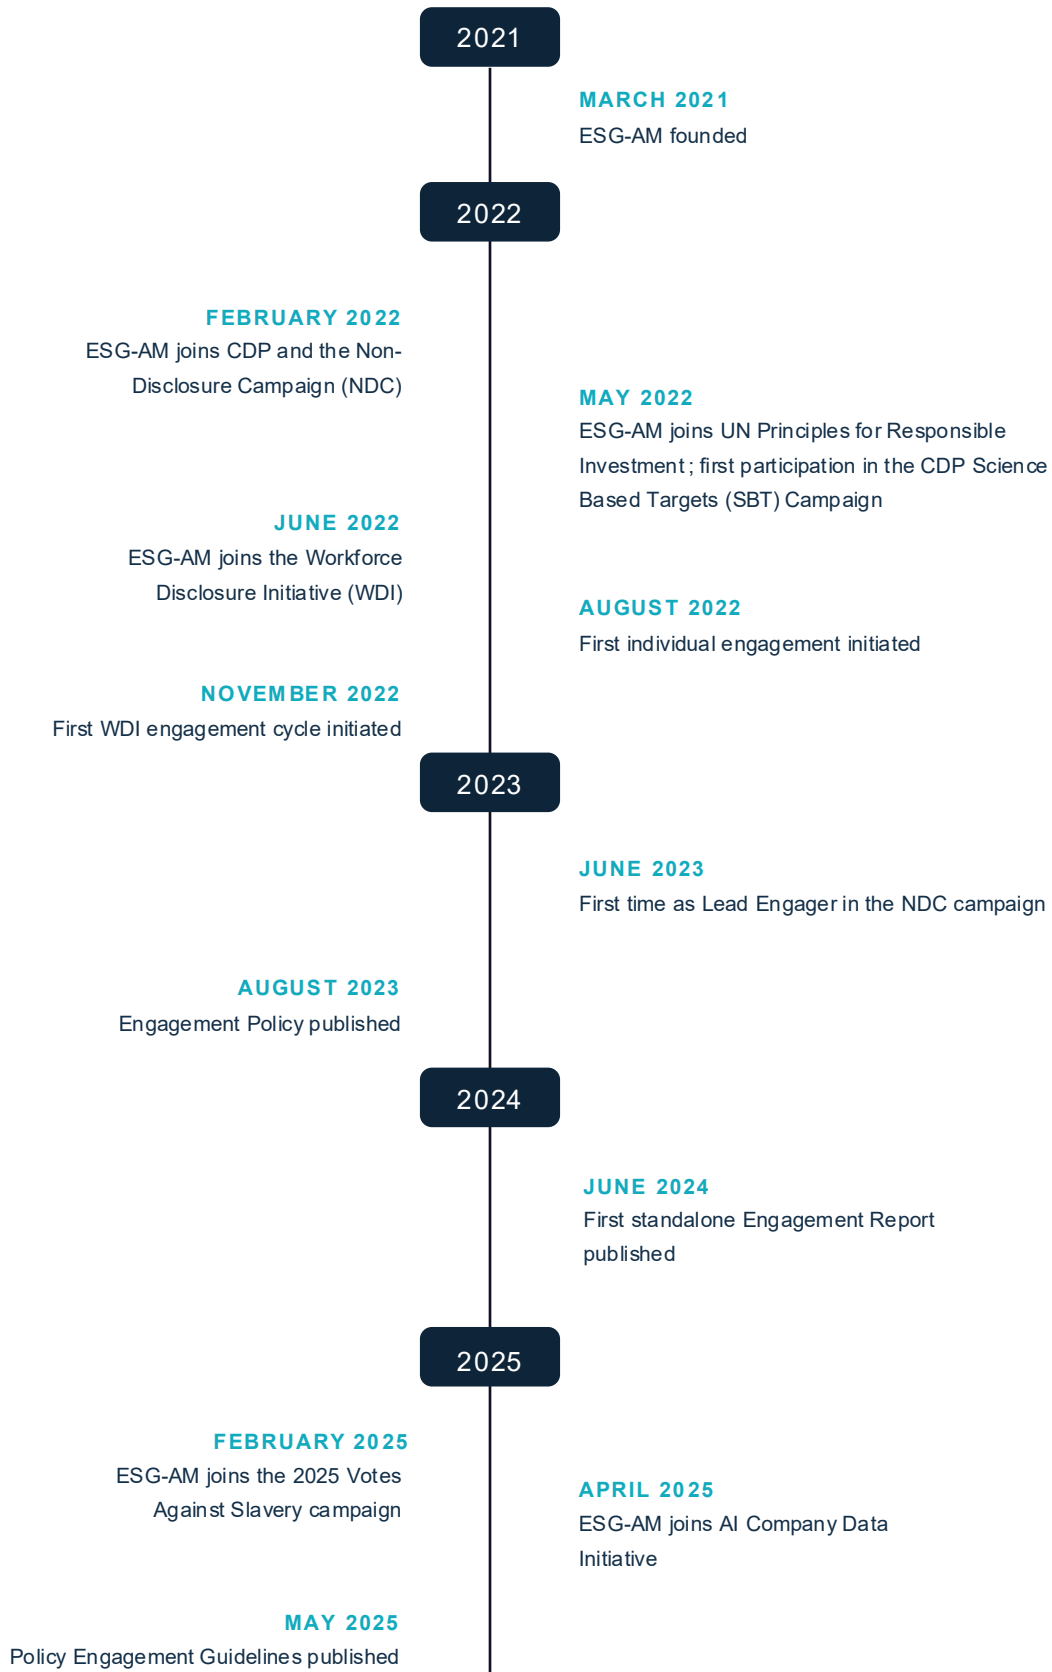 2021
MARCH 2021
ESG-AM founded
2022
FEBRUARY 2022
ESG-AM joins CDP and the Non-
Disclosure Campaign (NDC)
MAY 2022
ESG-AM joins UN Principles for Responsible
Investment; first participation in the CDP Science
Based Targets (SBT) Campaign
JUNE 2022
ESG-AM joins the Workforce
Disclosure Initiative (WDI)
AUGUST 2022
First individual engagement initiated
NOVEMBER 2022
First WDI engagement cycle initiated
2023
JUNE 2023
First time as Lead Engager in the NDC campaign
AUGUST 2023
Engagement Policy published
2024
JUNE 2024
First standalone Engagement Report
published
2025
FEBRUARY 2025
ESG-AM joins the 2025 Votes
Against Slavery campaign
APRIL 2025
ESG-AM joins AI Company Data
Initiative
MAY 2025
Policy Engagement Guidelines published